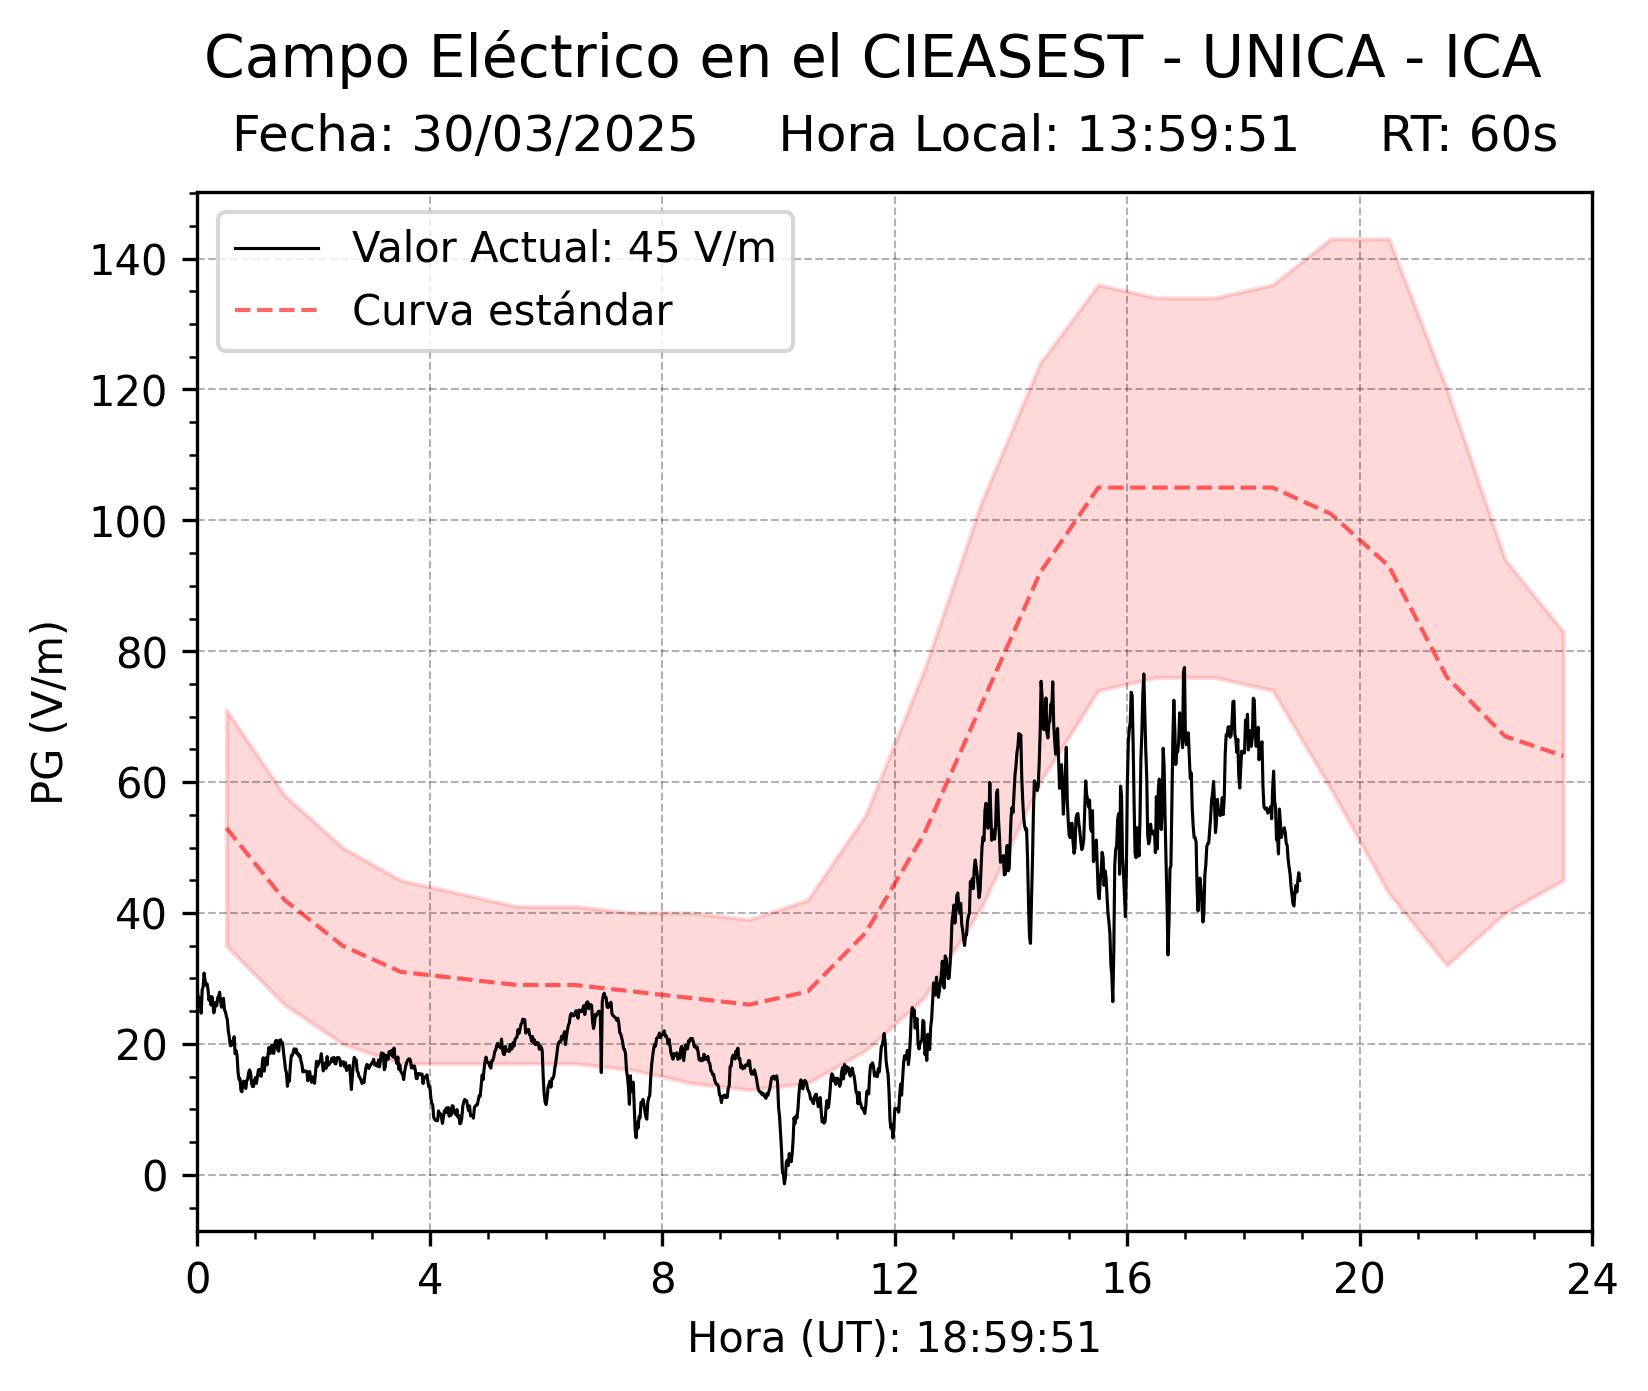 Campo Eléctrico en el CIEASEST - UNICA - ICA
Fecha: 30/03/2025 Hora Local: 13:59:51 RT: 60s
Valor Actual: 45 V/m
Curva estándar
PG (V/m)
140
120
100
80
60
40
20
0
0 4 8 12 16 20 24
Hora (UT): 18:59:51